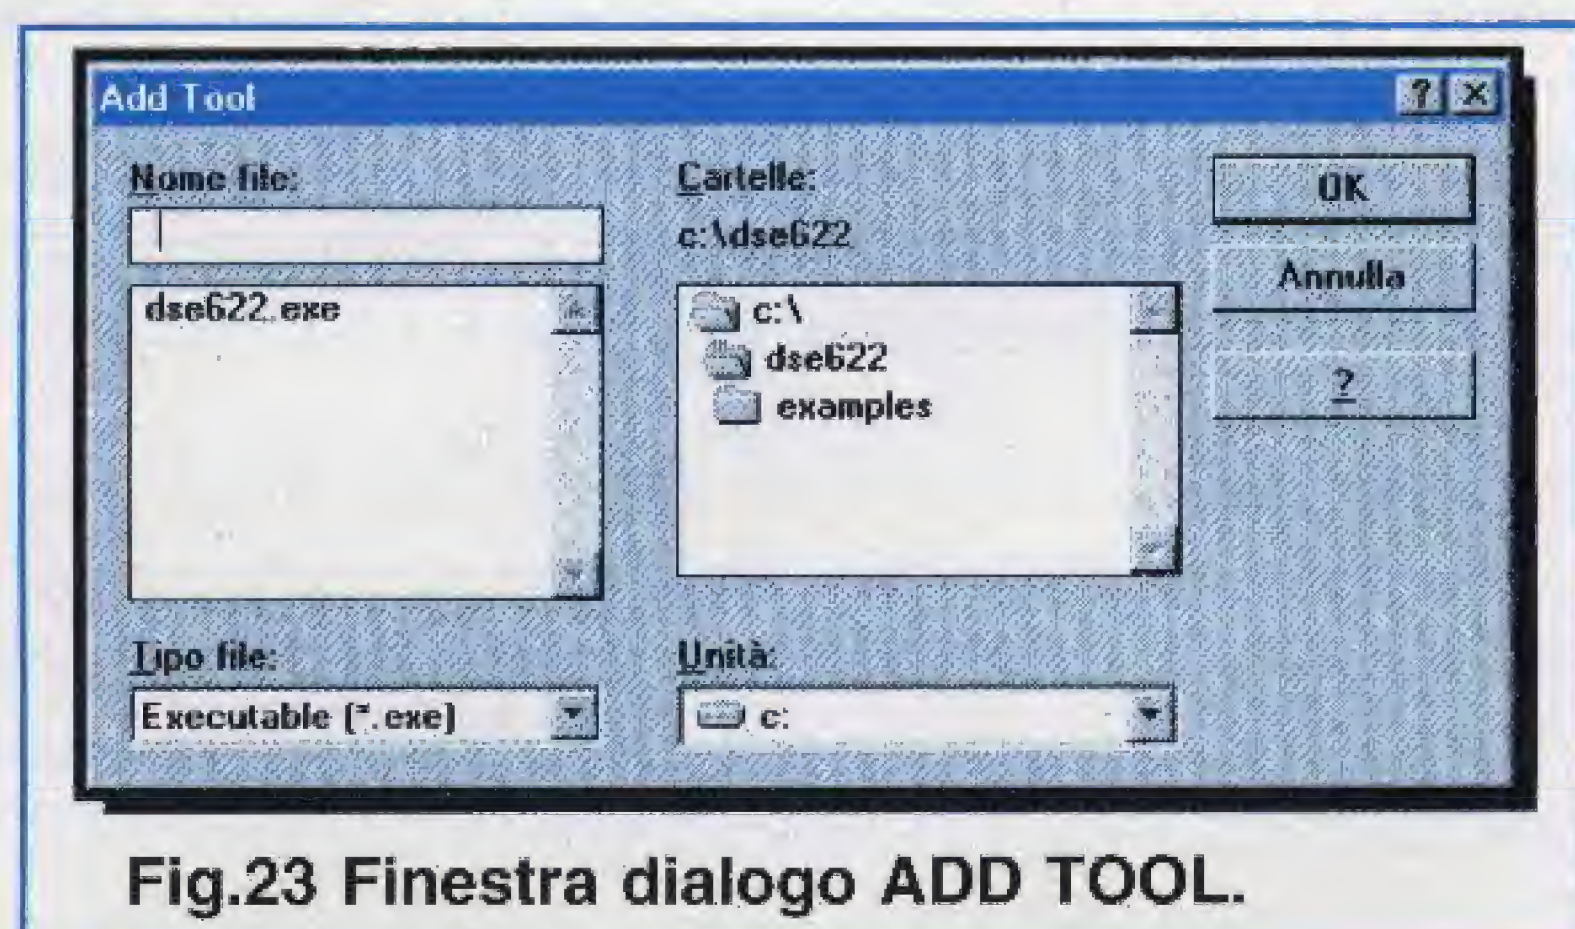 Add Tool
Nome file:
dse622.exe
Tipo file:
Executable (*.exe)
Cartelle:
c:\dse622
c:\
dse622
examples
Unità:
c:
OK
Annulla
?
Fig.23 Finestra dialogo ADD TOOL.